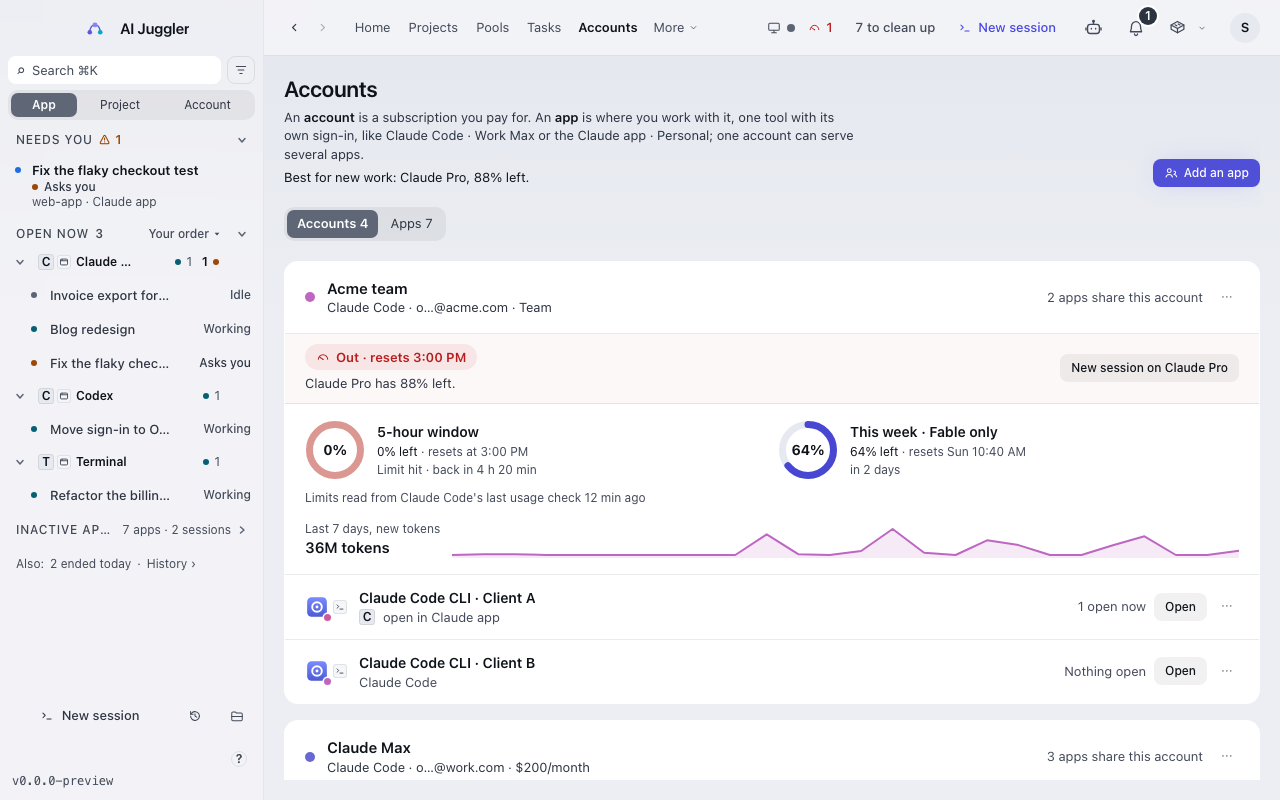 AI Juggler
Search ⌘K
App Project Account
NEEDS YOU 1
Fix the flaky checkout test
Asks you
web-app · Claude app
OPEN NOW 3 Your order
C Claude ... 1 1
Invoice export for... Idle
Blog redesign Working
Fix the flaky chec... Asks you
C Codex 1
Move sign-in to O... Working
T Terminal 1
Refactor the billin... Working
INACTIVE AP... 7 apps · 2 sessions
Also: 2 ended today · History ›
New session
?
v0.0.0-preview
Home Projects Pools Tasks Accounts More 1 7 to clean up New session 1 S
Accounts
An account is a subscription you pay for. An app is where you work with it, one tool with its
own sign-in, like Claude Code · Work Max or the Claude app · Personal; one account can serve
several apps.
Best for new work: Claude Pro, 88% left.
Add an app
Accounts 4 Apps 7
Acme team
Claude Code · o...@acme.com · Team
2 apps share this account ...
Out · resets 3:00 PM
Claude Pro has 88% left.
New session on Claude Pro
0%
5-hour window
0% left · resets at 3:00 PM
Limit hit · back in 4 h 20 min
64%
This week · Fable only
64% left · resets Sun 10:40 AM
in 2 days
Limits read from Claude Code's last usage check 12 min ago
Last 7 days, new tokens
36M tokens
Claude Code CLI · Client A
C open in Claude app
1 open now Open ...
Claude Code CLI · Client B
Claude Code
Nothing open Open ...
Claude Max
Claude Code · o...@work.com · $200/month
3 apps share this account ...